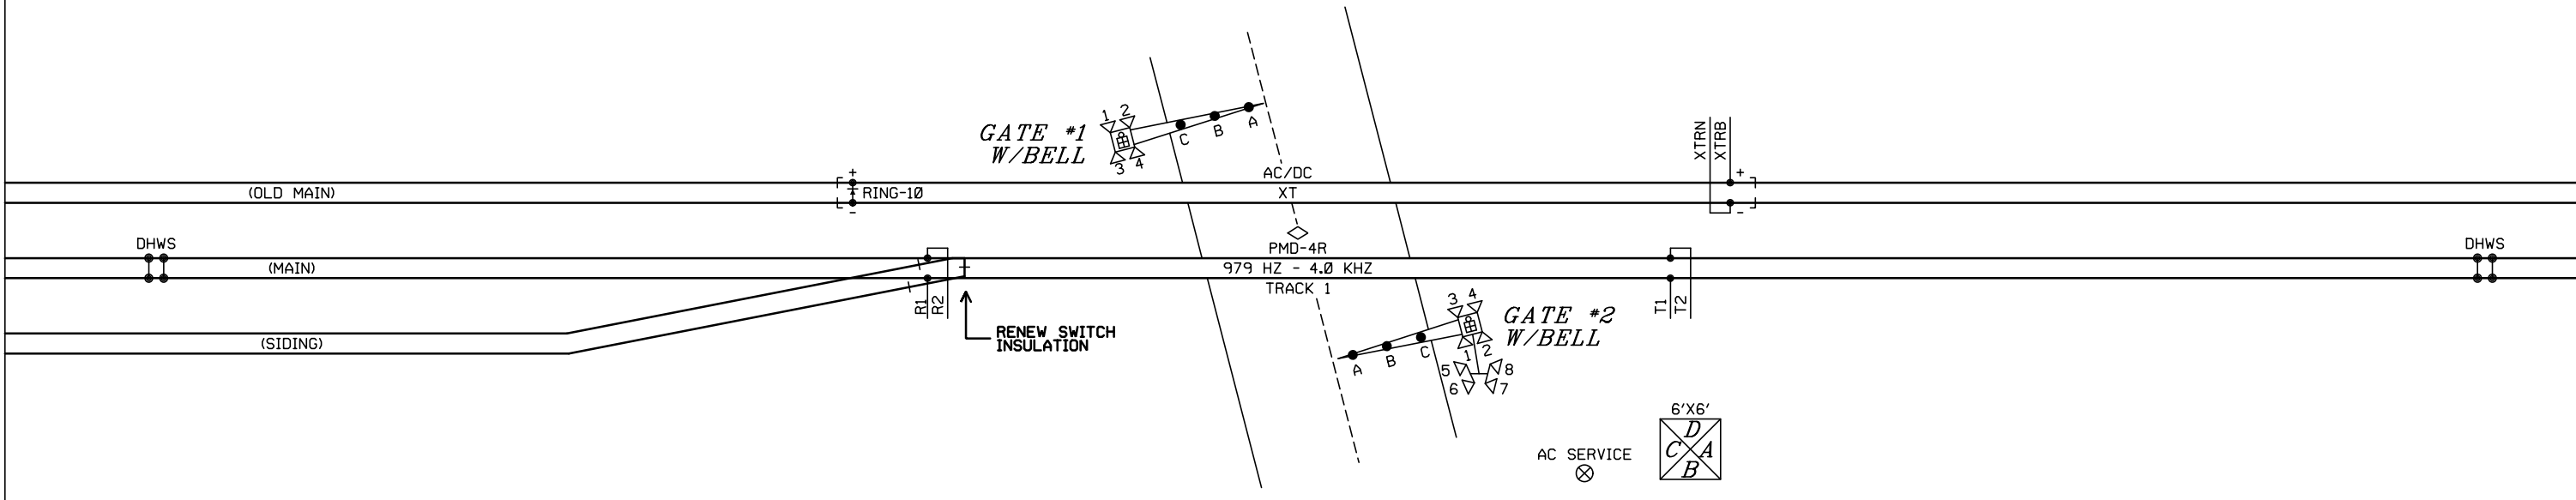 1 2
GATE #1
W/BELL
3 4
C B A
XTRN
XTRB
AC/DC
+
+
(OLD MAIN)
RING-10
XT
-
-
DHWS
DHWS
PMD-4R
(MAIN)
979 HZ - 4.0 KHZ
TRACK 1
R1
R2
T1
T2
3 4
GATE #2
W/BELL
RENEW SWITCH
INSULATION
(SIDING)
A B C
1 2
5 8
6 7
6'X6'
D
C A
B
AC SERVICE